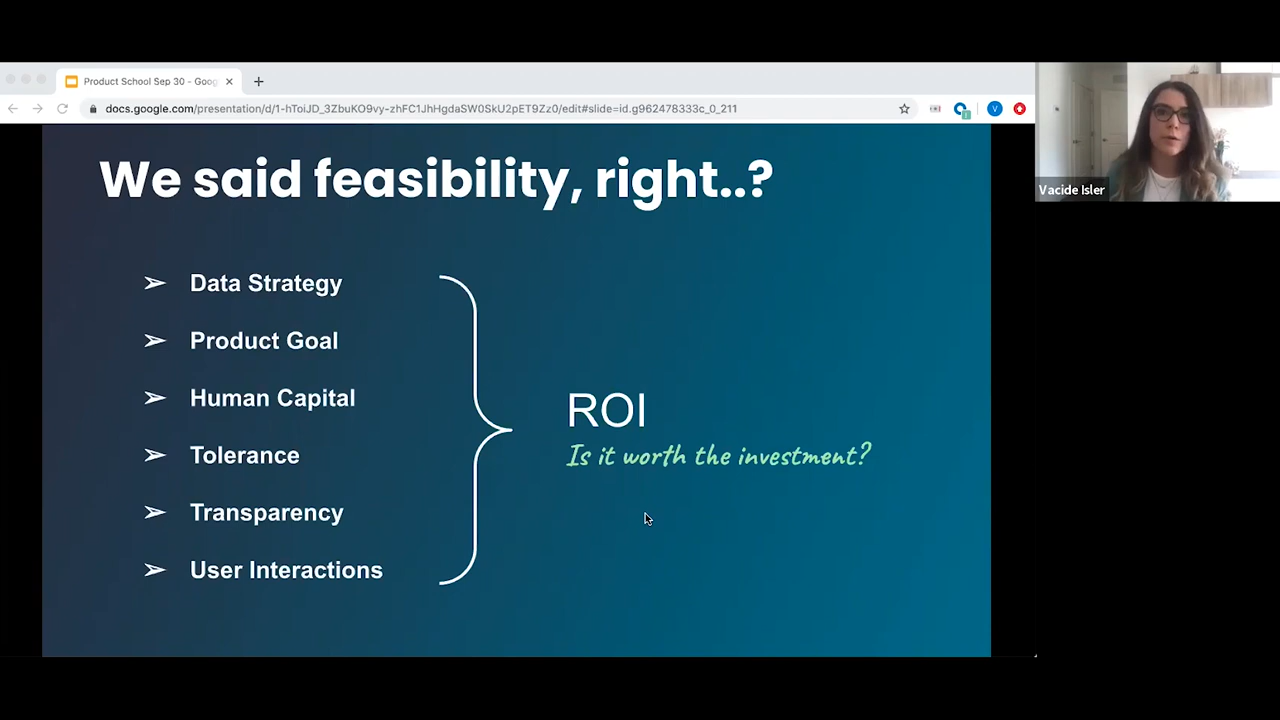 Product School Sep 30 - Goog
docs.google.com/presentation/d/1-hToiJD_3ZbuKO9vy-zhFC1JhHgdaSW0SkU2pET9Zz0/edit#slide=id.g962478333c_0_211
V
Vacide Isler
We said feasibility, right..?
➢ Data Strategy
➢ Product Goal
➢ Human Capital
➢ Tolerance
➢ Transparency
➢ User Interactions
ROI
Is it worth the investment?